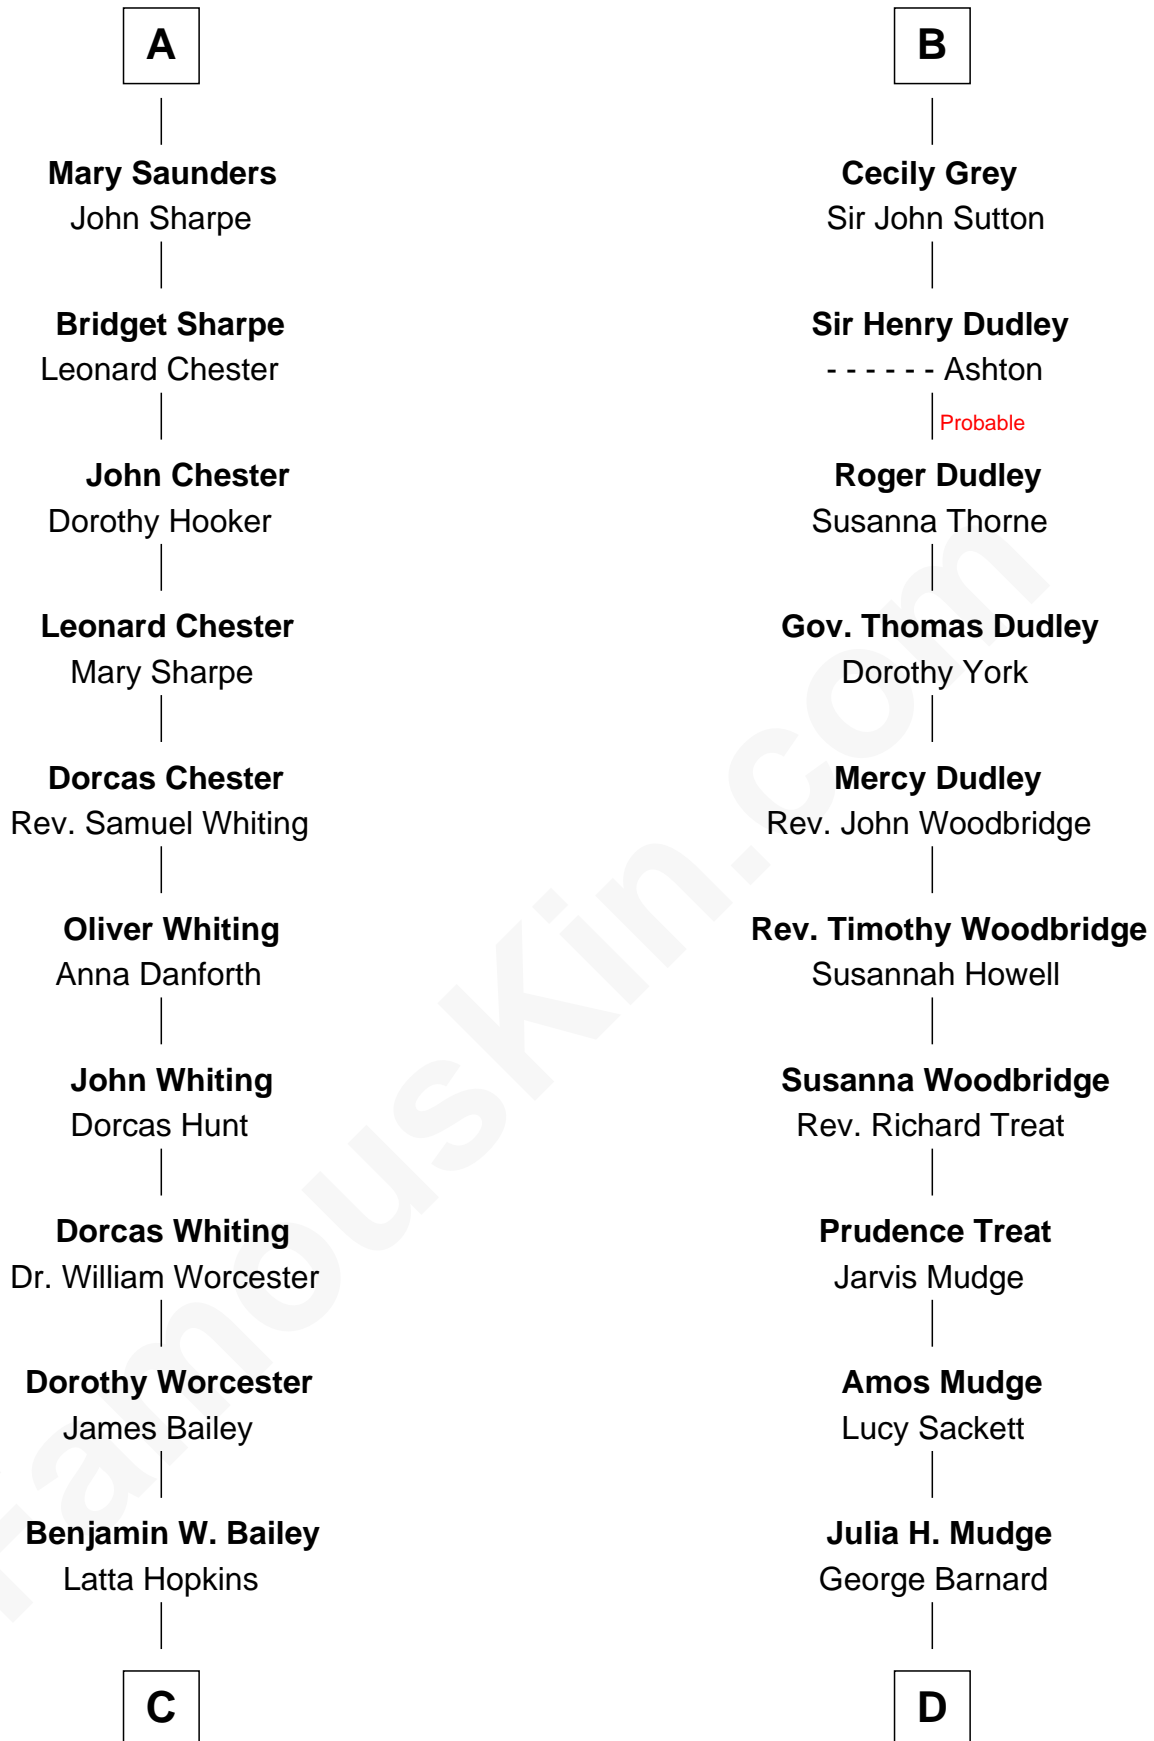 A
Mary Saunders
John Sharpe
Bridget Sharpe
Leonard Chester
John Chester
Dorothy Hooker
Leonard Chester
Mary Sharpe
Dorcas Chester
Rev. Samuel Whiting
Oliver Whiting
Anna Danforth
John Whiting
Dorcas Hunt
Dorcas Whiting
Dr. William Worcester
Dorothy Worcester
James Bailey
Benjamin W. Bailey
Latta Hopkins
C
B
Cecily Grey
Sir John Sutton
Sir Henry Dudley
- - - - - - Ashton
Probable
Roger Dudley
Susanna Thorne
Gov. Thomas Dudley
Dorothy York
Mercy Dudley
Rev. John Woodbridge
Rev. Timothy Woodbridge
Susannah Howell
Susanna Woodbridge
Rev. Richard Treat
Prudence Treat
Jarvis Mudge
Amos Mudge
Lucy Sackett
Julia H. Mudge
George Barnard
D
FamousKin.com